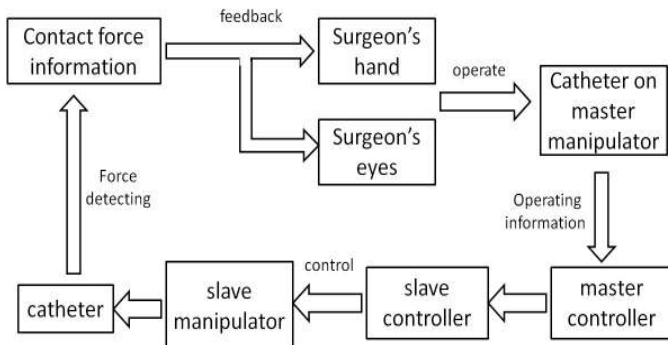 Contact force
information
feedback
Surgeon's
hand
operate
Catheter on
master
manipulator
Surgeon's
eyes
Force
detecting
Operating
information
catheter
slave
manipulator
control
slave
controller
master
controller